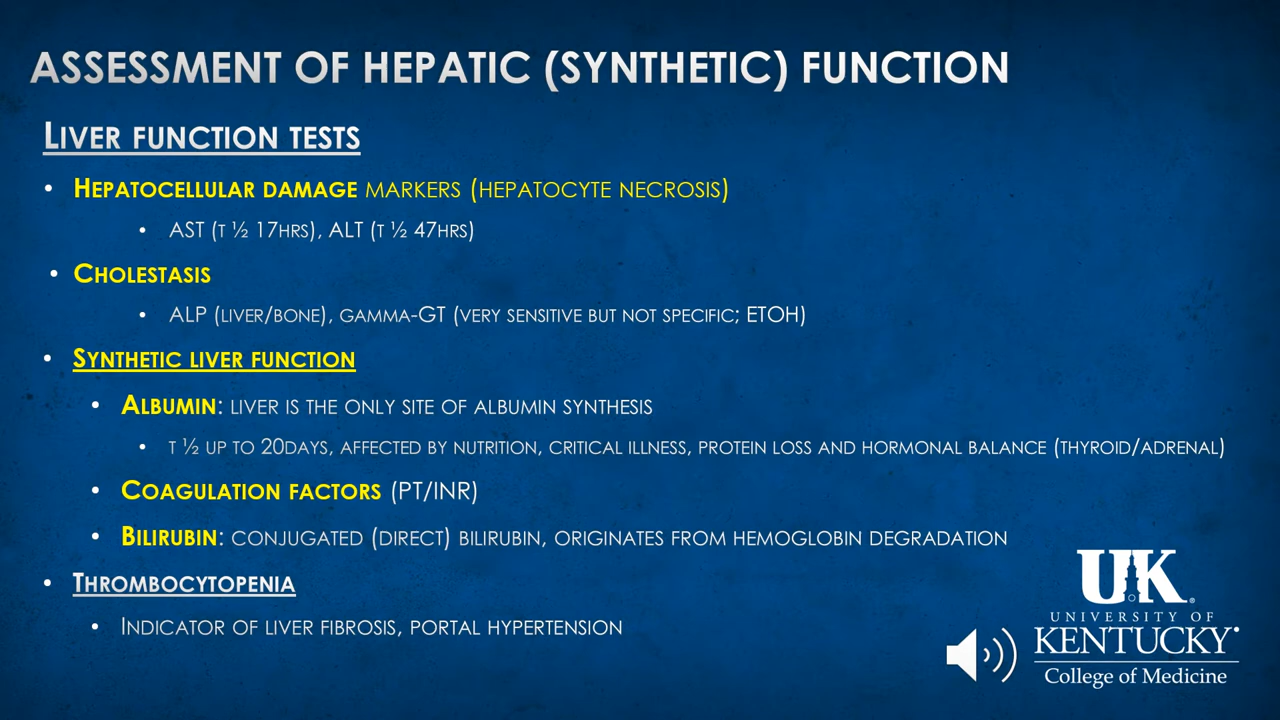 ASSESSMENT OF HEPATIC (SYNTHETIC) FUNCTION
LIVER FUNCTION TESTS
• HEPATOCELLULAR DAMAGE MARKERS (HEPATOCYTE NECROSIS)
• AST (T ½ 17HRS), ALT (T ½ 47HRS)
• CHOLESTASIS
• ALP (LIVER/BONE), GAMMA-GT (VERY SENSITIVE BUT NOT SPECIFIC; ETOH)
• SYNTHETIC LIVER FUNCTION
• ALBUMIN: LIVER IS THE ONLY SITE OF ALBUMIN SYNTHESIS
• T ½ UP TO 20DAYS, AFFECTED BY NUTRITION, CRITICAL ILLNESS, PROTEIN LOSS AND HORMONAL BALANCE (THYROID/ADRENAL)
• COAGULATION FACTORS (PT/INR)
• BILIRUBIN: CONJUGATED (DIRECT) BILIRUBIN, ORIGINATES FROM HEMOGLOBIN DEGRADATION
• THROMBOCYTOPENIA
• INDICATOR OF LIVER FIBROSIS, PORTAL HYPERTENSION
UK®
UNIVERSITY OF
KENTUCKY
College of Medicine